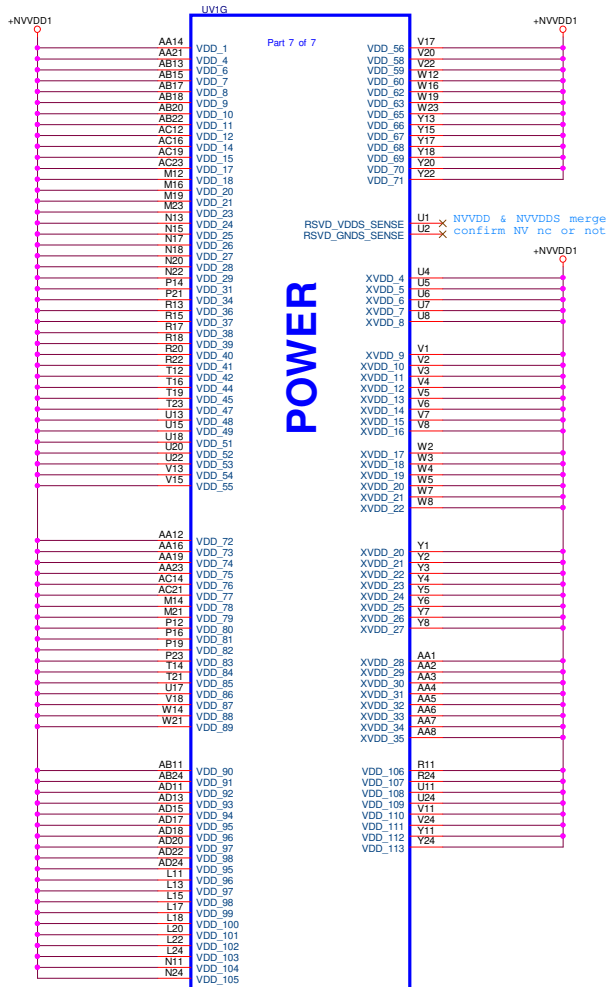 UV1G
+NVVDD1
AA14 VDD_1
AA21 VDD_4
AB13 VDD_6
AB15 VDD_7
AB17 VDD_8
AB18 VDD_9
AB20 VDD_10
AB22 VDD_11
AC12 VDD_12
AC16 VDD_14
AC19 VDD_15
AC23 VDD_17
M12 VDD_18
M16 VDD_20
M19 VDD_21
M23 VDD_23
N13 VDD_24
N15 VDD_25
N17 VDD_26
N18 VDD_27
N20 VDD_28
N22 VDD_29
P14 VDD_31
P21 VDD_34
R13 VDD_36
R15 VDD_37
R17 VDD_38
R18 VDD_39
R20 VDD_40
R22 VDD_41
T12 VDD_42
T16 VDD_44
T19 VDD_45
T23 VDD_47
U13 VDD_48
U15 VDD_49
U18 VDD_51
U20 VDD_52
U22 VDD_53
V13 VDD_54
V15 VDD_55
AA12 VDD_72
AA16 VDD_73
AA19 VDD_74
AA23 VDD_75
AC14 VDD_76
AC21 VDD_77
M14 VDD_78
M21 VDD_79
P12 VDD_80
P16 VDD_81
P19 VDD_82
P23 VDD_83
T14 VDD_84
T21 VDD_85
U17 VDD_86
V18 VDD_87
W14 VDD_88
W21 VDD_89
AB11 VDD_90
AB24 VDD_91
AD11 VDD_92
AD13 VDD_93
AD15 VDD_94
AD17 VDD_95
AD18 VDD_96
AD20 VDD_97
AD22 VDD_98
AD24 VDD_95
L11 VDD_96
L13 VDD_97
L15 VDD_98
L17 VDD_99
L18 VDD_100
L20 VDD_101
L22 VDD_102
L24 VDD_103
N11 VDD_104
N24 VDD_105
Part 7 of 7
POWER
+NVVDD1
VDD_56 V17
VDD_58 V20
VDD_59 V22
VDD_60 W12
VDD_62 W16
VDD_63 W19
VDD_65 W23
VDD_66 Y13
VDD_67 Y15
VDD_68 Y17
VDD_69 Y18
VDD_70 Y20
VDD_71 Y22
RSVD_VDDS_SENSE U1 NVVDD & NVVDDS merge
RSVD_GNDS_SENSE U2 confirm NV nc or not
+NVVDD1
XVDD_4 U4
XVDD_5 U5
XVDD_6 U6
XVDD_7 U7
XVDD_8 U8
XVDD_9 V1
XVDD_10 V2
XVDD_11 V3
XVDD_12 V4
XVDD_13 V5
XVDD_14 V6
XVDD_15 V7
XVDD_16 V8
XVDD_17 W2
XVDD_18 W3
XVDD_19 W4
XVDD_20 W5
XVDD_21 W7
XVDD_22 W8
XVDD_20 Y1
XVDD_21 Y2
XVDD_22 Y3
XVDD_23 Y4
XVDD_24 Y5
XVDD_25 Y6
XVDD_26 Y7
XVDD_27 Y8
XVDD_28 AA1
XVDD_29 AA2
XVDD_30 AA3
XVDD_31 AA4
XVDD_32 AA5
XVDD_33 AA6
XVDD_34 AA7
XVDD_35 AA8
VDD_106 R11
VDD_107 R24
VDD_108 U11
VDD_109 U24
VDD_110 V11
VDD_111 V24
VDD_112 Y11
VDD_113 Y24